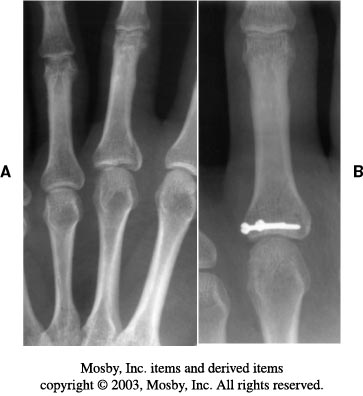 A
B
Mosby, Inc. items and derived items
copyright © 2003, Mosby, Inc. All rights reserved.